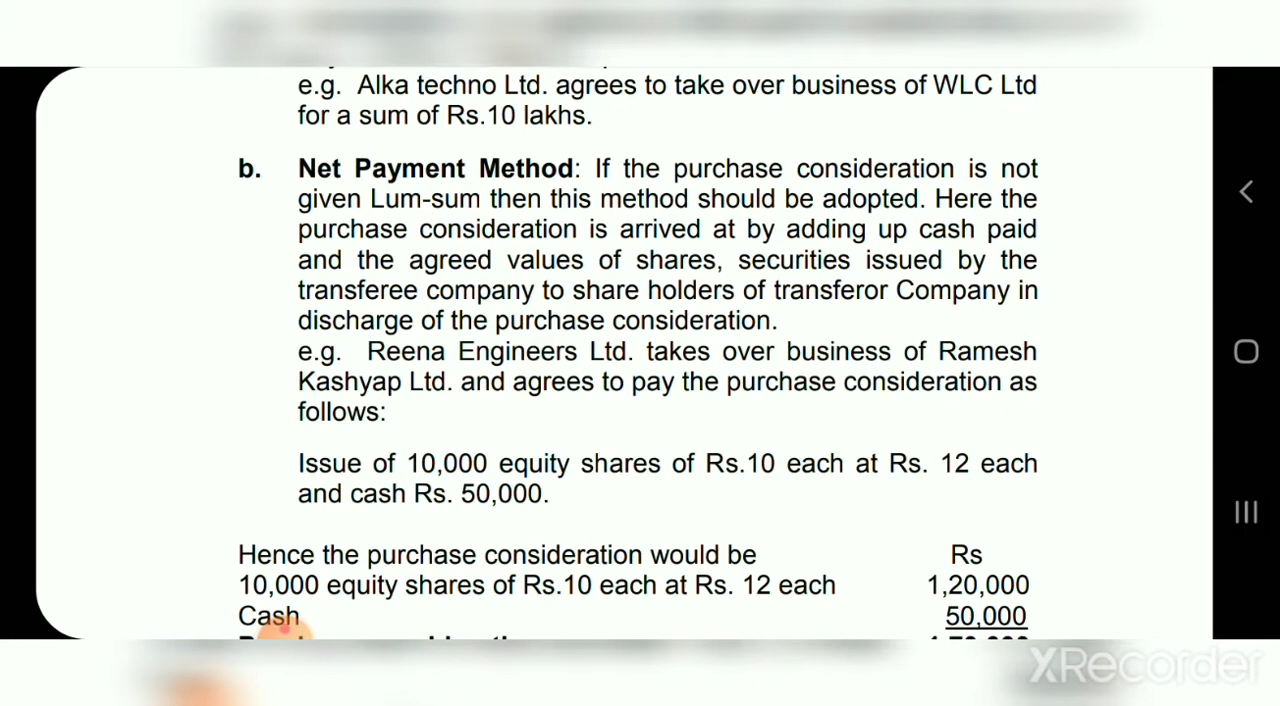 e.g. Alka techno Ltd. agrees to take over business of WLC Ltd
for a sum of Rs.10 lakhs.
b. Net Payment Method: If the purchase consideration is not
given Lum-sum then this method should be adopted. Here the
purchase consideration is arrived at by adding up cash paid
and the agreed values of shares, securities issued by the
transferee company to share holders of transferor Company in
discharge of the purchase consideration.
e.g. Reena Engineers Ltd. takes over business of Ramesh
Kashyap Ltd. and agrees to pay the purchase consideration as
follows:
Issue of 10,000 equity shares of Rs.10 each at Rs. 12 each
and cash Rs. 50,000.
Hence the purchase consideration would be Rs
10,000 equity shares of Rs.10 each at Rs. 12 each 1,20,000
Cash 50,000
XRecorder